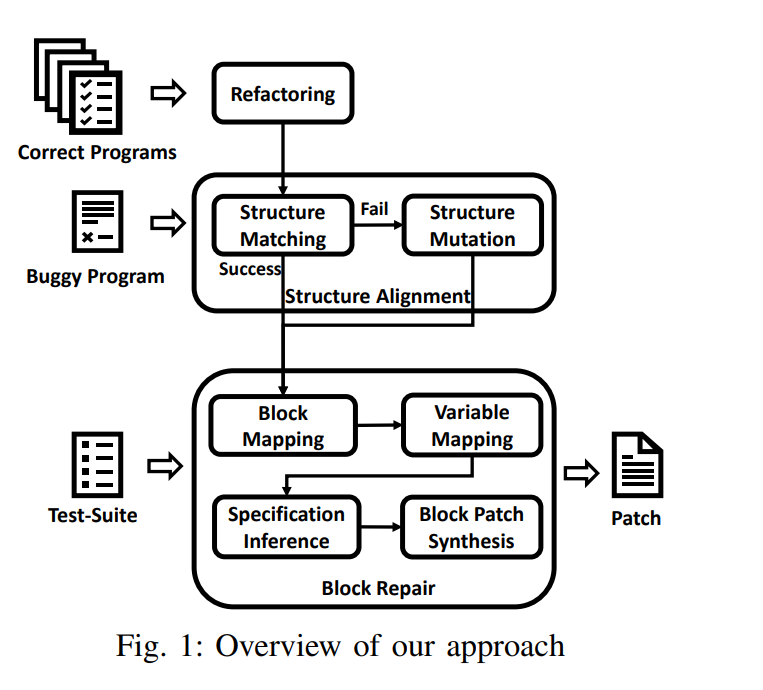 Correct Programs
Refactoring
Buggy Program
Structure
Matching
Fail
Structure
Mutation
Success
Structure Alignment
Test-Suite
Block
Mapping
Variable
Mapping
Specification
Inference
Block Patch
Synthesis
Block Repair
Patch
Fig. 1: Overview of our approach